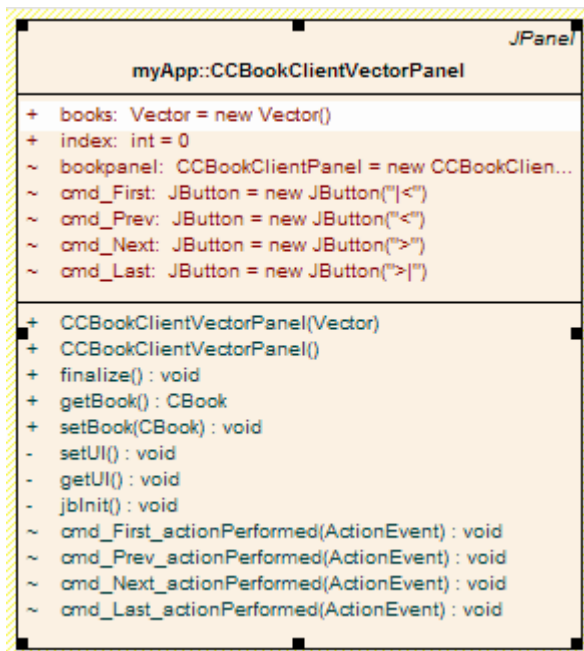 JPanel
myApp::CCBookClientVectorPanel
+ books: Vector = new Vector()
+ index: int = 0
~ bookpanel: CCBookClientPanel = new CCBookClien...
~ cmd_First: JButton = new JButton("|<")
~ cmd_Prev: JButton = new JButton("<")
~ cmd_Next: JButton = new JButton(">")
~ cmd_Last: JButton = new JButton(">|")
+ CCBookClientVectorPanel(Vector)
+ CCBookClientVectorPanel()
+ finalize() : void
+ getBook() : CBook
+ setBook(CBook) : void
- setUI() : void
- getUI() : void
- jbInit() : void
~ cmd_First_actionPerformed(ActionEvent) : void
~ cmd_Prev_actionPerformed(ActionEvent) : void
~ cmd_Next_actionPerformed(ActionEvent) : void
~ cmd_Last_actionPerformed(ActionEvent) : void